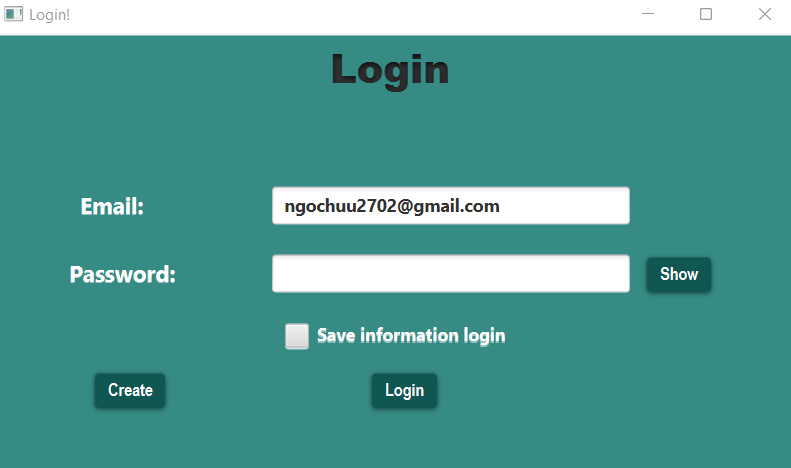 Login!
Login
Email:
ngochuu2702@gmail.com
Password:
Show
Save information login
Create
Login